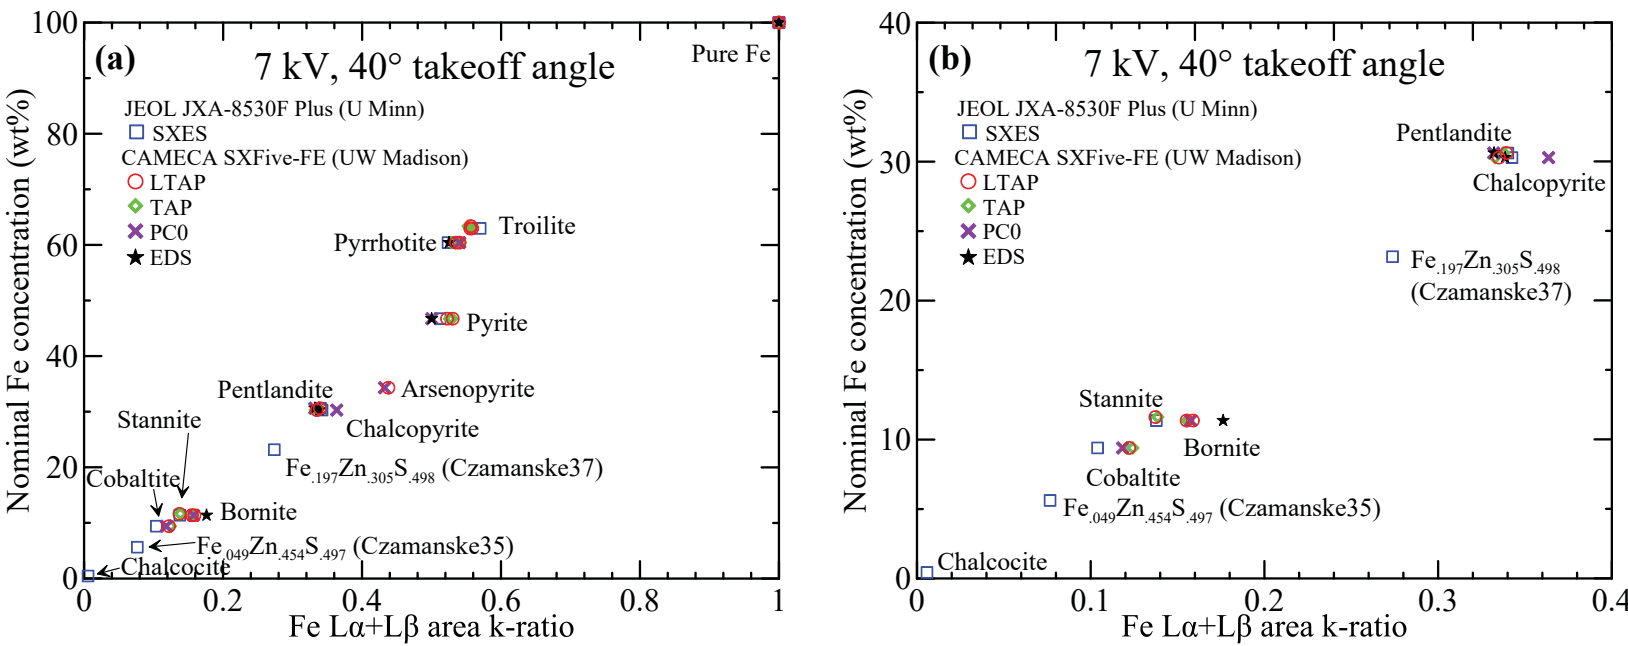 (a)
7 kV, 40° takeoff angle
Pure Fe
JEOL JXA-8530F Plus (U Minn)
SXES
CAMECA SXFive-FE (UW Madison)
LTAP
TAP
PC0
EDS
Troilite
Pyrrhotite
Pyrite
Pentlandite
Arsenopyrite
Stannite
Chalcopyrite
Fe.197Zn.305S.498 (Czamanske37)
Cobaltite
Bornite
Fe.049Zn.454S.497 (Czamanske35)
Chalcocite
100
80
60
40
20
0
0 0.2 0.4 0.6 0.8 1
Nominal Fe concentration (wt%)
Fe Lα+Lβ area k-ratio
(b)
7 kV, 40° takeoff angle
JEOL JXA-8530F Plus (U Minn)
SXES
CAMECA SXFive-FE (UW Madison)
LTAP
TAP
PC0
EDS
Pentlandite
Chalcopyrite
Fe.197Zn.305S.498
(Czamanske37)
Stannite
Bornite
Cobaltite
Fe.049Zn.454S.497 (Czamanske35)
Chalcocite
40
30
20
10
0
0 0.1 0.2 0.3 0.4
Nominal Fe concentration (wt%)
Fe Lα+Lβ area k-ratio